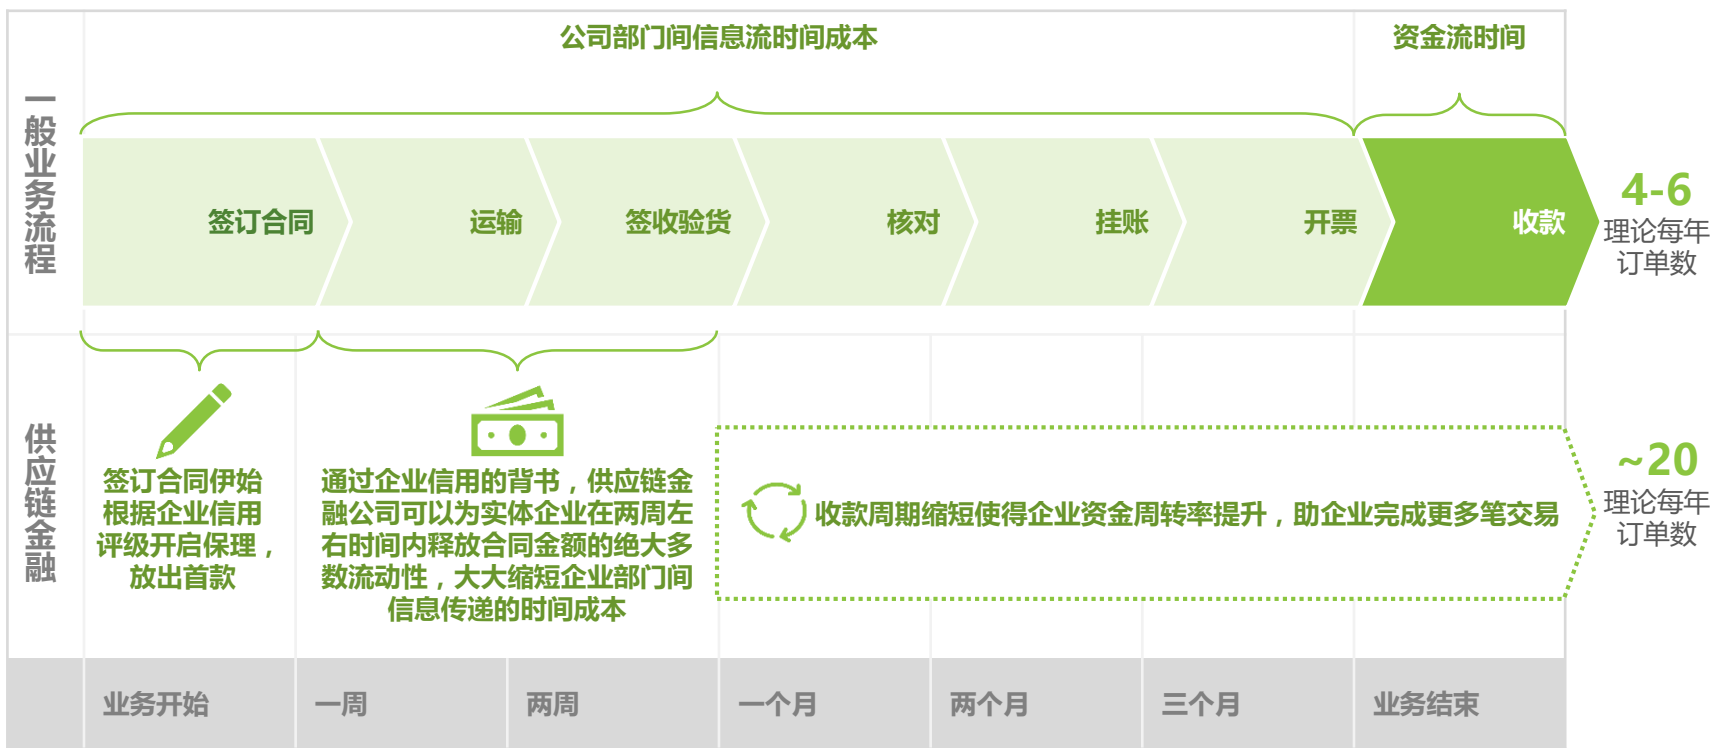 公司部门间信息流时间成本
资金流时间
一般业务流程
签订合同
运输
签收验货
核对
挂账
开票
收款
4-6
理论每年
订单数
供应链金融
签订合同伊始
根据企业信用
评级开启保理，
放出首款
通过企业信用的背书，供应链金
融公司可以为实体企业在两周左
右时间内释放合同金额的绝大多
数流动性，大大缩短企业部门间
信息传递的时间成本
收款周期缩短使得企业资金周转率提升，助企业完成更多笔交易
~20
理论每年
订单数
业务开始
一周
两周
一个月
两个月
三个月
业务结束